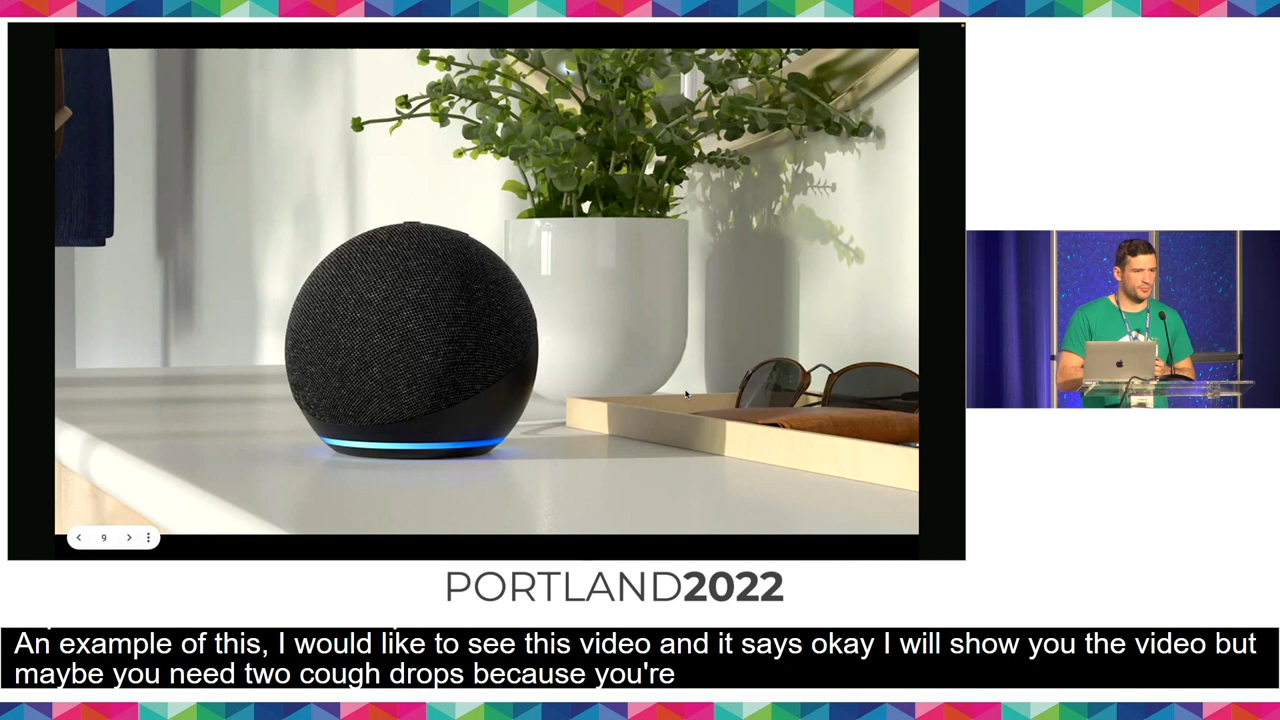 9
PORTLAND2022
An example of this, I would like to see this video and it says okay I will show you the video but
maybe you need two cough drops because you're